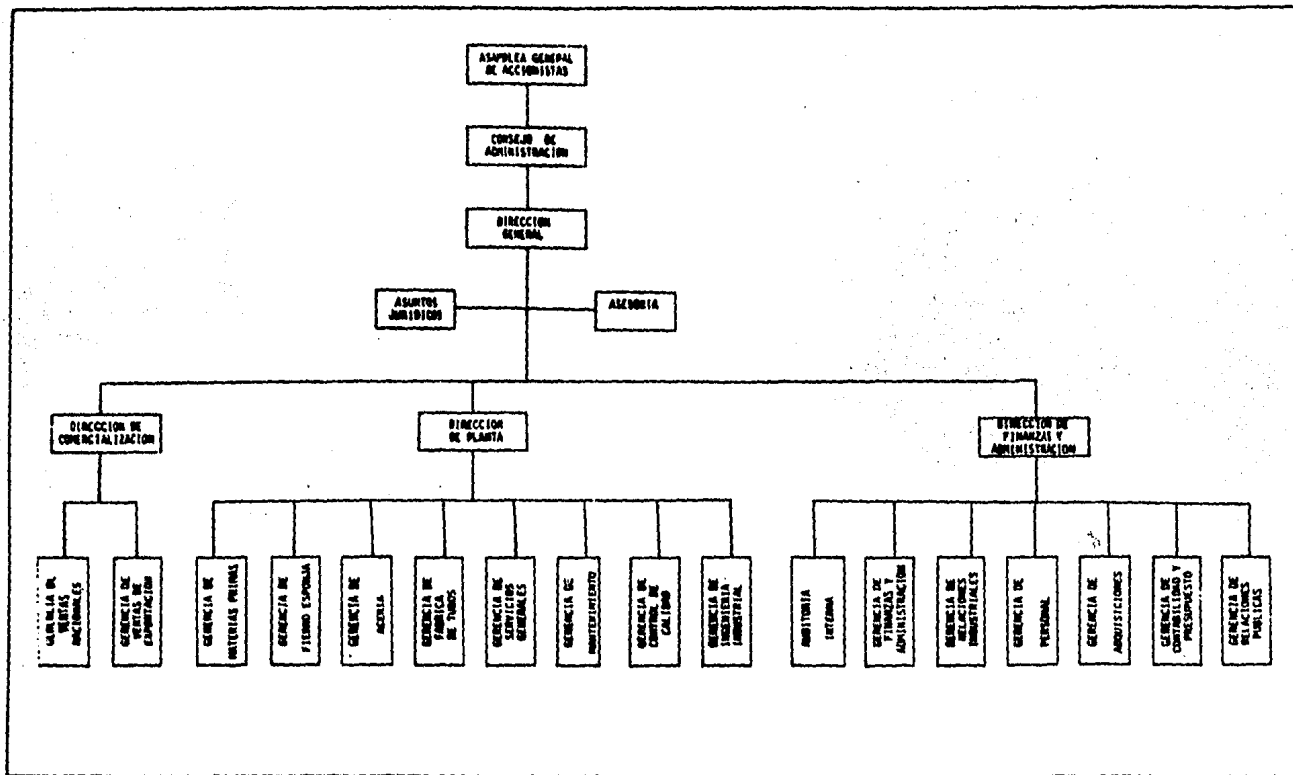 ASAMBLEA GENERAL
DE ACCIONISTAS
CONSEJO DE
ADMINISTRACION
DIRECCION
GENERAL
ASUNTOS
JURIDICOS
ASESORIA
DIRECCION DE
COMERCIALIZACION
DIRECCION
DE PLANTA
DIRECCION DE
FINANZAS Y
ADMINISTRACION
GERENCIA DE
VENTAS
NACIONALES
GERENCIA DE
VENTAS DE
EXPORTACION
GERENCIA DE
MATERIAS PRIMAS
GERENCIA DE
FIERRO ESPONJA
GERENCIA DE
ACERIA
GERENCIA DE
FABRICA
DE TUBOS
GERENCIA DE
SERVICIOS
GENERALES
GERENCIA DE
MANTENIMIENTO
GERENCIA DE
CONTROL DE
CALIDAD
GERENCIA DE
INGENIERIA
INDUSTRIAL
AUDITORIA
INTERNA
GERENCIA DE
FINANZAS Y
ADMINISTRACION
GERENCIA DE
RELACIONES
INDUSTRIALES
GERENCIA DE
PERSONAL
GERENCIA DE
ADQUISICIONES
GERENCIA DE
CONTABILIDAD Y
PRESUPUESTO
GERENCIA DE
RELACIONES
PUBLICAS